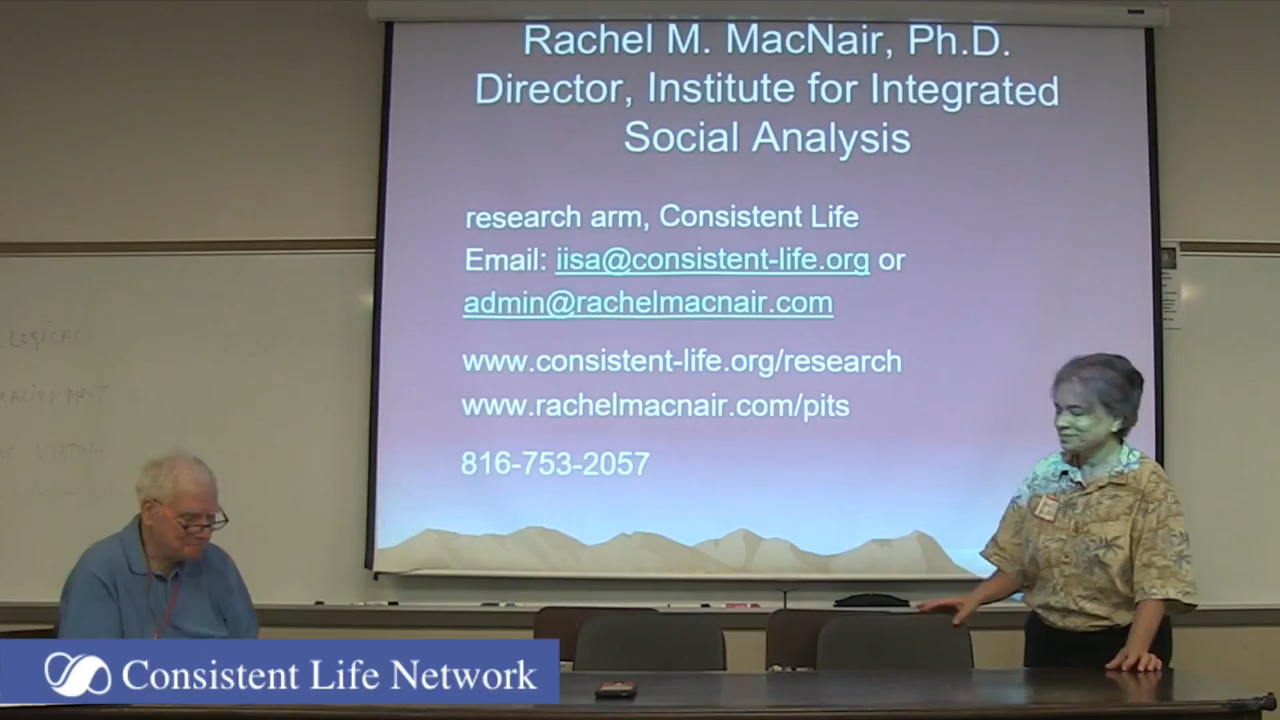 Rachel M. MacNair, Ph.D.
Director, Institute for Integrated
Social Analysis
research arm, Consistent Life
Email: iisa@consistent-life.org or
admin@rachelmacnair.com
www.consistent-life.org/research
www.rachelmacnair.com/pits
816-753-2057
Consistent Life Network